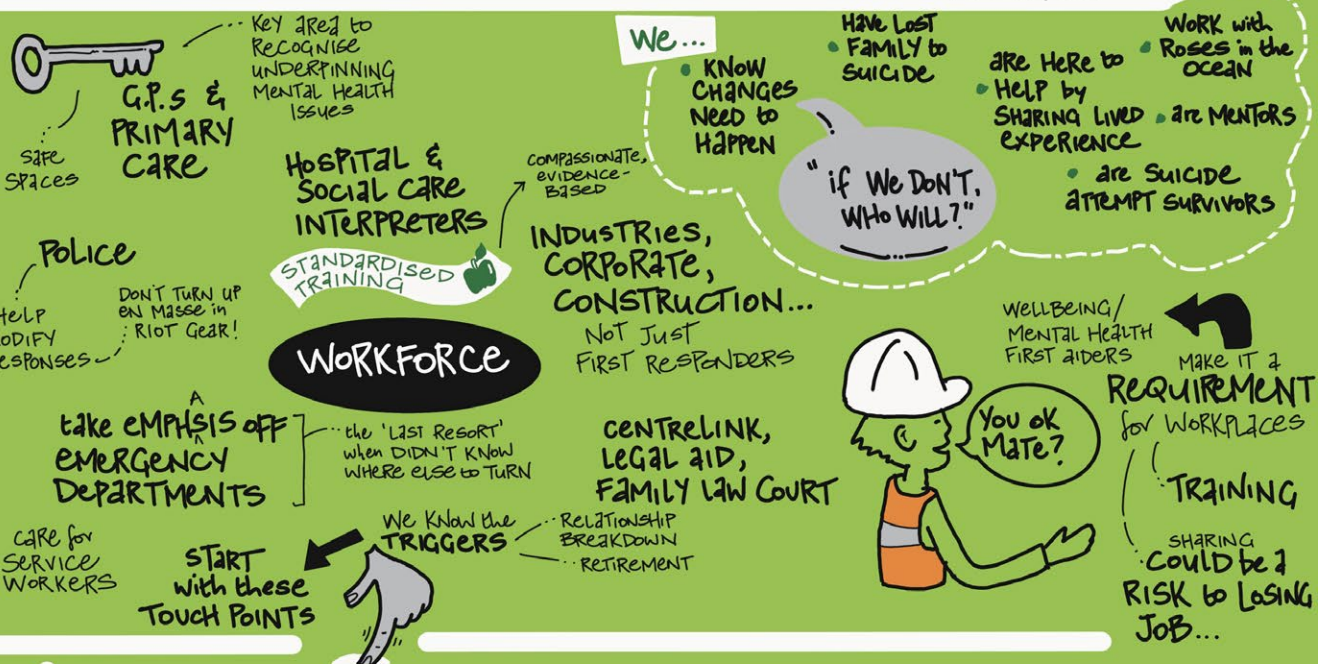 Key area to
Recognise
underpinning
Mental Health
Issues
G.P.s &
Primary
Care
Safe
Spaces
Hospital &
Social Care
Interpreters
Standardised
Training
Compassionate,
evidence-
Based
Police
Don't turn up
en masse in
Riot Gear!
Help
odify
esponses
Workforce
Industries,
Corporate,
Construction...
Not Just
First Responders
We...
Know
Changes
Need to
Happen
Have Lost
Family to
Suicide
"if We Don't,
Who Will?"
are Here to
Help by
Sharing Lived
Experience
Work with
Roses in the
Ocean
are Mentors
are Suicide
Attempt Survivors
take emphAsis off
Emergency
Departments
the 'Last Resort'
when didn't know
where else to turn
Centrelink,
Legal Aid,
Family Law Court
We know the
Triggers
Relationship
Breakdown
Retirement
Start
with these
Touch Points
Care for
Service
Workers
You ok
Mate?
Wellbeing/
Mental Health
First Aiders
Make it a
Requirement
for Workplaces
Training
Sharing
Could be a
Risk to Losing
Job...